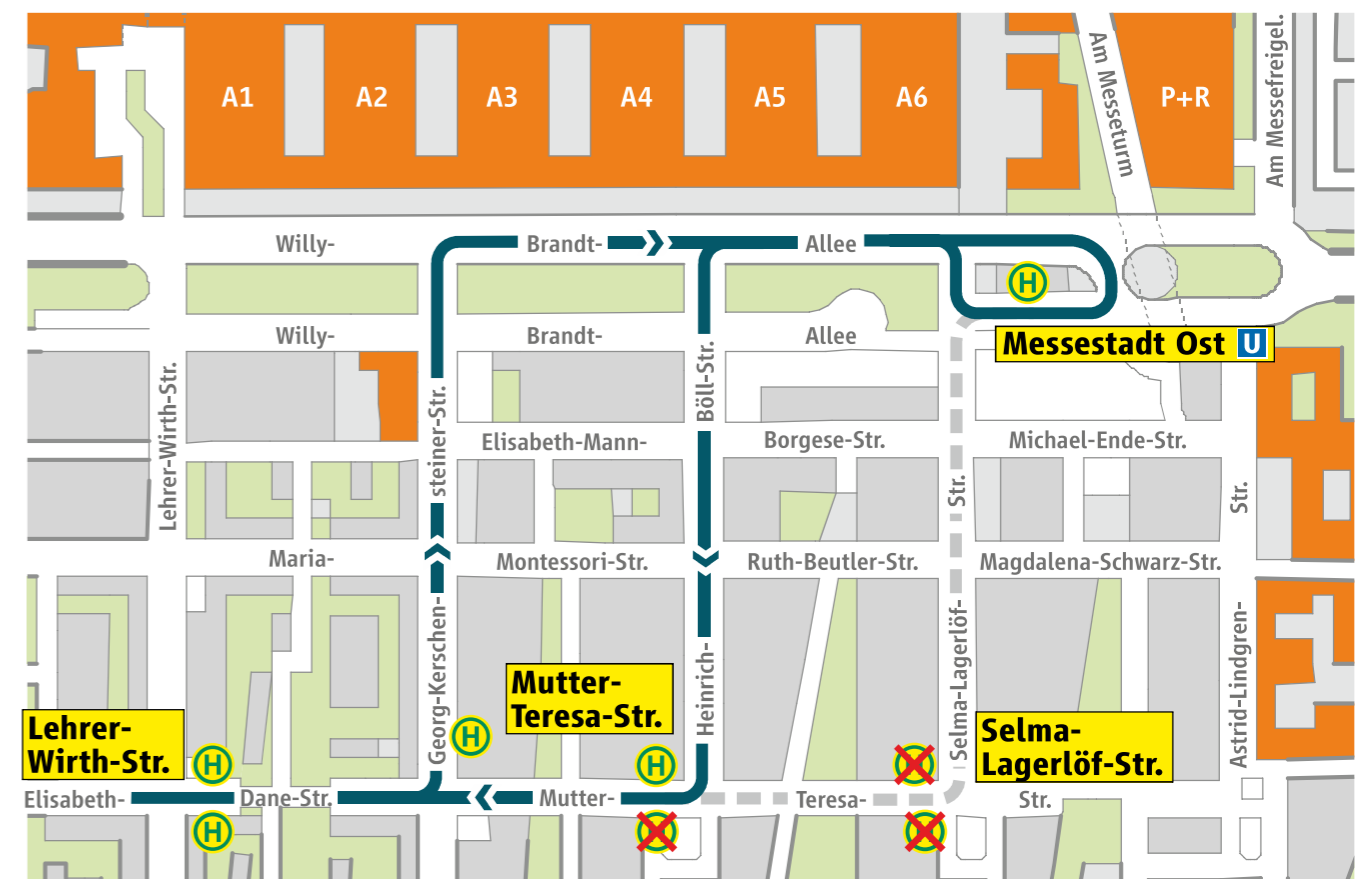 A1
A2
A3
A4
A5
A6
P+R
Am Messeturm
Am Messefreigel.
Willy-
Brandt-
Allee
H
Messestadt Ost U
Willy-
Brandt-
Allee
Lehrer-Wirth-Str.
Georg-Kerschen-
steiner-Str.
Heinrich-
Böll-Str.
Selma-Lagerlöf-
Str.
Astrid-Lindgren-
Str.
Elisabeth-Mann-
Borgese-Str.
Michael-Ende-Str.
Maria-
Montessori-Str.
Ruth-Beutler-Str.
Magdalena-Schwarz-Str.
Mutter-
Teresa-Str.
H
H
Lehrer-
Wirth-Str.
H
Selma-
Lagerlöf-Str.
H
Elisabeth-
Dane-Str.
Mutter-
Teresa-
Str.
H
H
H